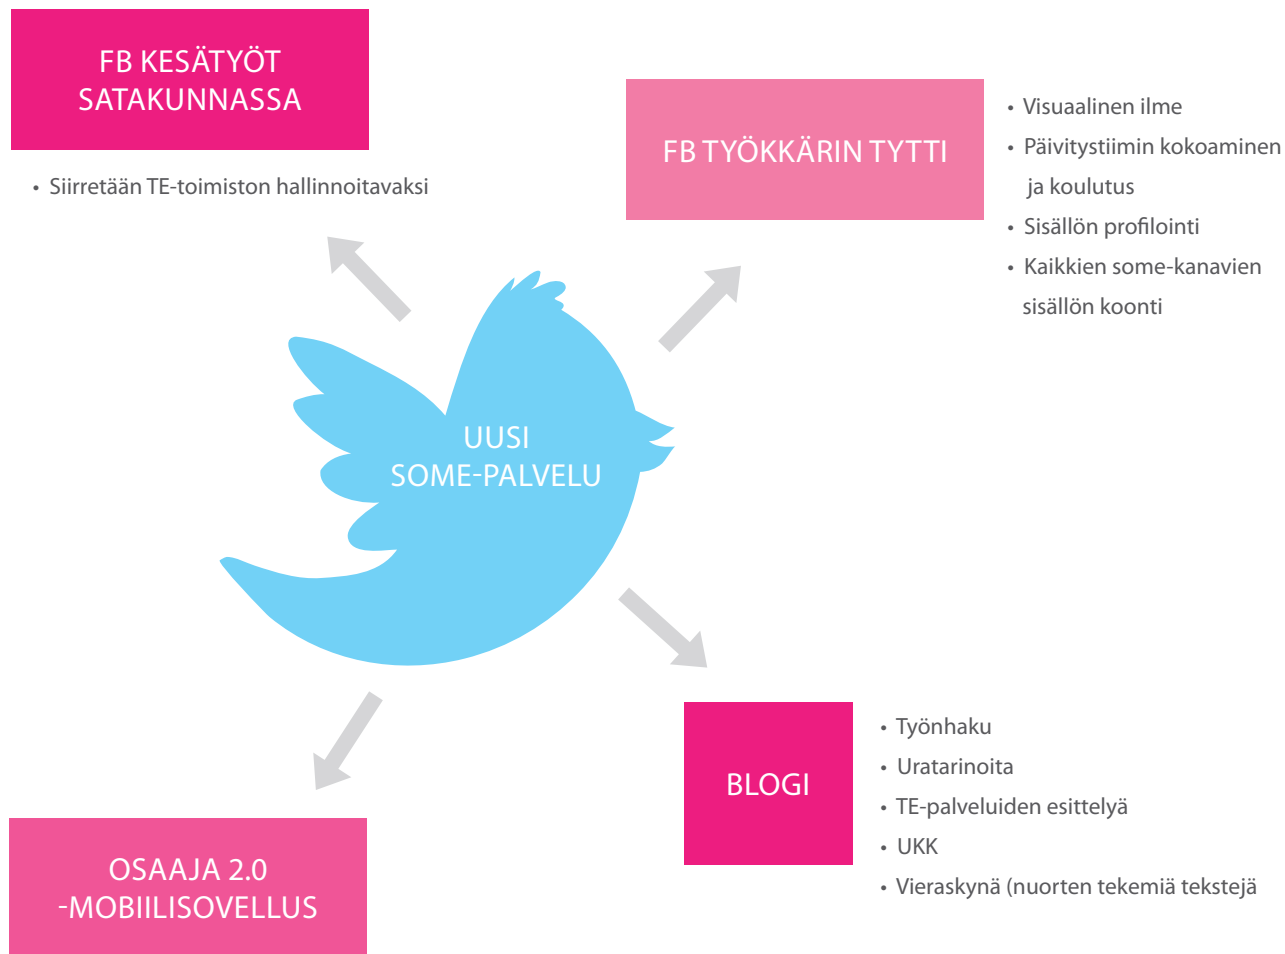 FB KESÄTYÖT
SATAKUNNASSA
• Siirretään TE-toimiston hallinnoitavaksi
FB TYÖKKÄRIN TYTTI
• Visuaalinen ilme
• Päivitystiimin kokoaminen
ja koulutus
• Sisällön profilointi
• Kaikkien some-kanavien
sisällön koonti
UUSI
SOME-PALVELU
BLOGI
• Työnhaku
• Uratarinoita
• TE-palveluiden esittelyä
• UKK
• Vieraskynä (nuorten tekemiä tekstejä
OSAAJA 2.0
-MOBIILISOVELLUS